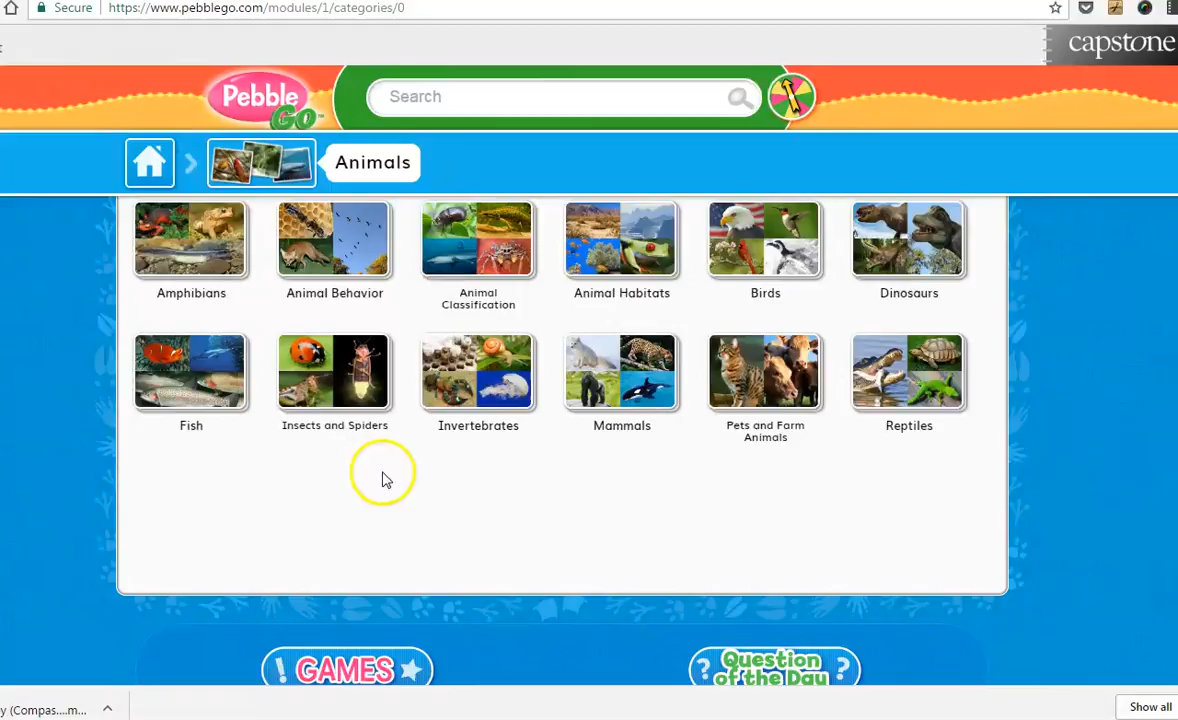 Secure https://www.pebblego.com/modules/1/categories/0
capstone
Pebble Go
Search
Animals
Amphibians
Animal Behavior
Animal Classification
Animal Habitats
Birds
Dinosaurs
Fish
Insects and Spiders
Invertebrates
Mammals
Pets and Farm Animals
Reptiles
! GAMES
? Question of the Day ?
y (Compas....m...
Show all